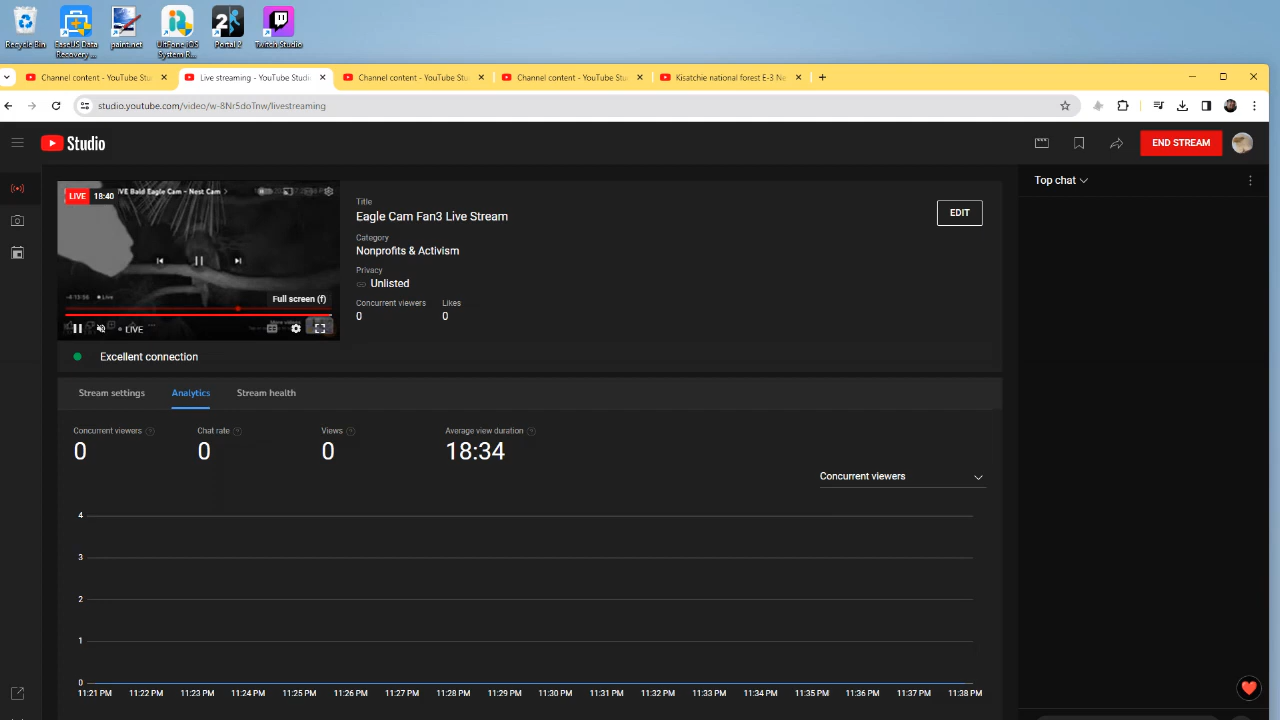 Recycle Bin
EaseUS Data Recovery ...
paint.net
UltFone iOS System R...
Portal 2
Twitch Studio
Channel content - YouTube Stu
Live streaming - YouTube Studi
Channel content - YouTube Stu
Channel content - YouTube Stu
Kisatchie national forest E-3 Ne
studio.youtube.com/video/w-8Nr5doTnw/livestreaming
Studio
END STREAM
LIVE 18:40 IVE Bald Eagle Cam - Nest Cam
Title
Eagle Cam Fan3 Live Stream
EDIT
Category
Nonprofits & Activism
Privacy
Unlisted
Concurrent viewers Likes
0 0
Live
Full screen (f)
LIVE
Top chat
Excellent connection
Stream settings Analytics Stream health
Concurrent viewers Chat rate Views Average view duration
0 0 0 18:34
Concurrent viewers
4
3
2
1
0
11:21 PM 11:22 PM 11:23 PM 11:24 PM 11:25 PM 11:26 PM 11:27 PM 11:28 PM 11:29 PM 11:30 PM 11:31 PM 11:32 PM 11:33 PM 11:34 PM 11:35 PM 11:36 PM 11:37 PM 11:38 PM